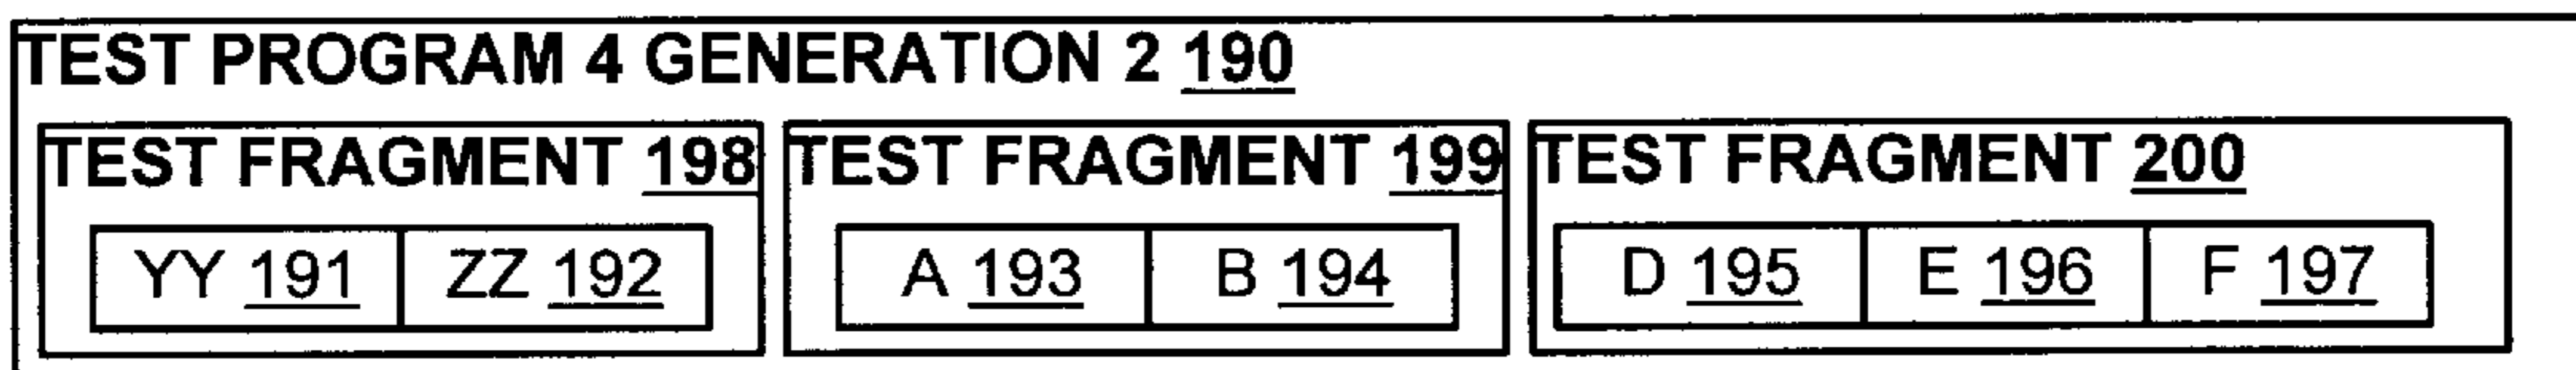 TEST PROGRAM 4 GENERATION 2 190
TEST FRAGMENT 198 TEST FRAGMENT 199 TEST FRAGMENT 200
YY 191 ZZ 192 A 193 B 194 D 195 E 196 F 197